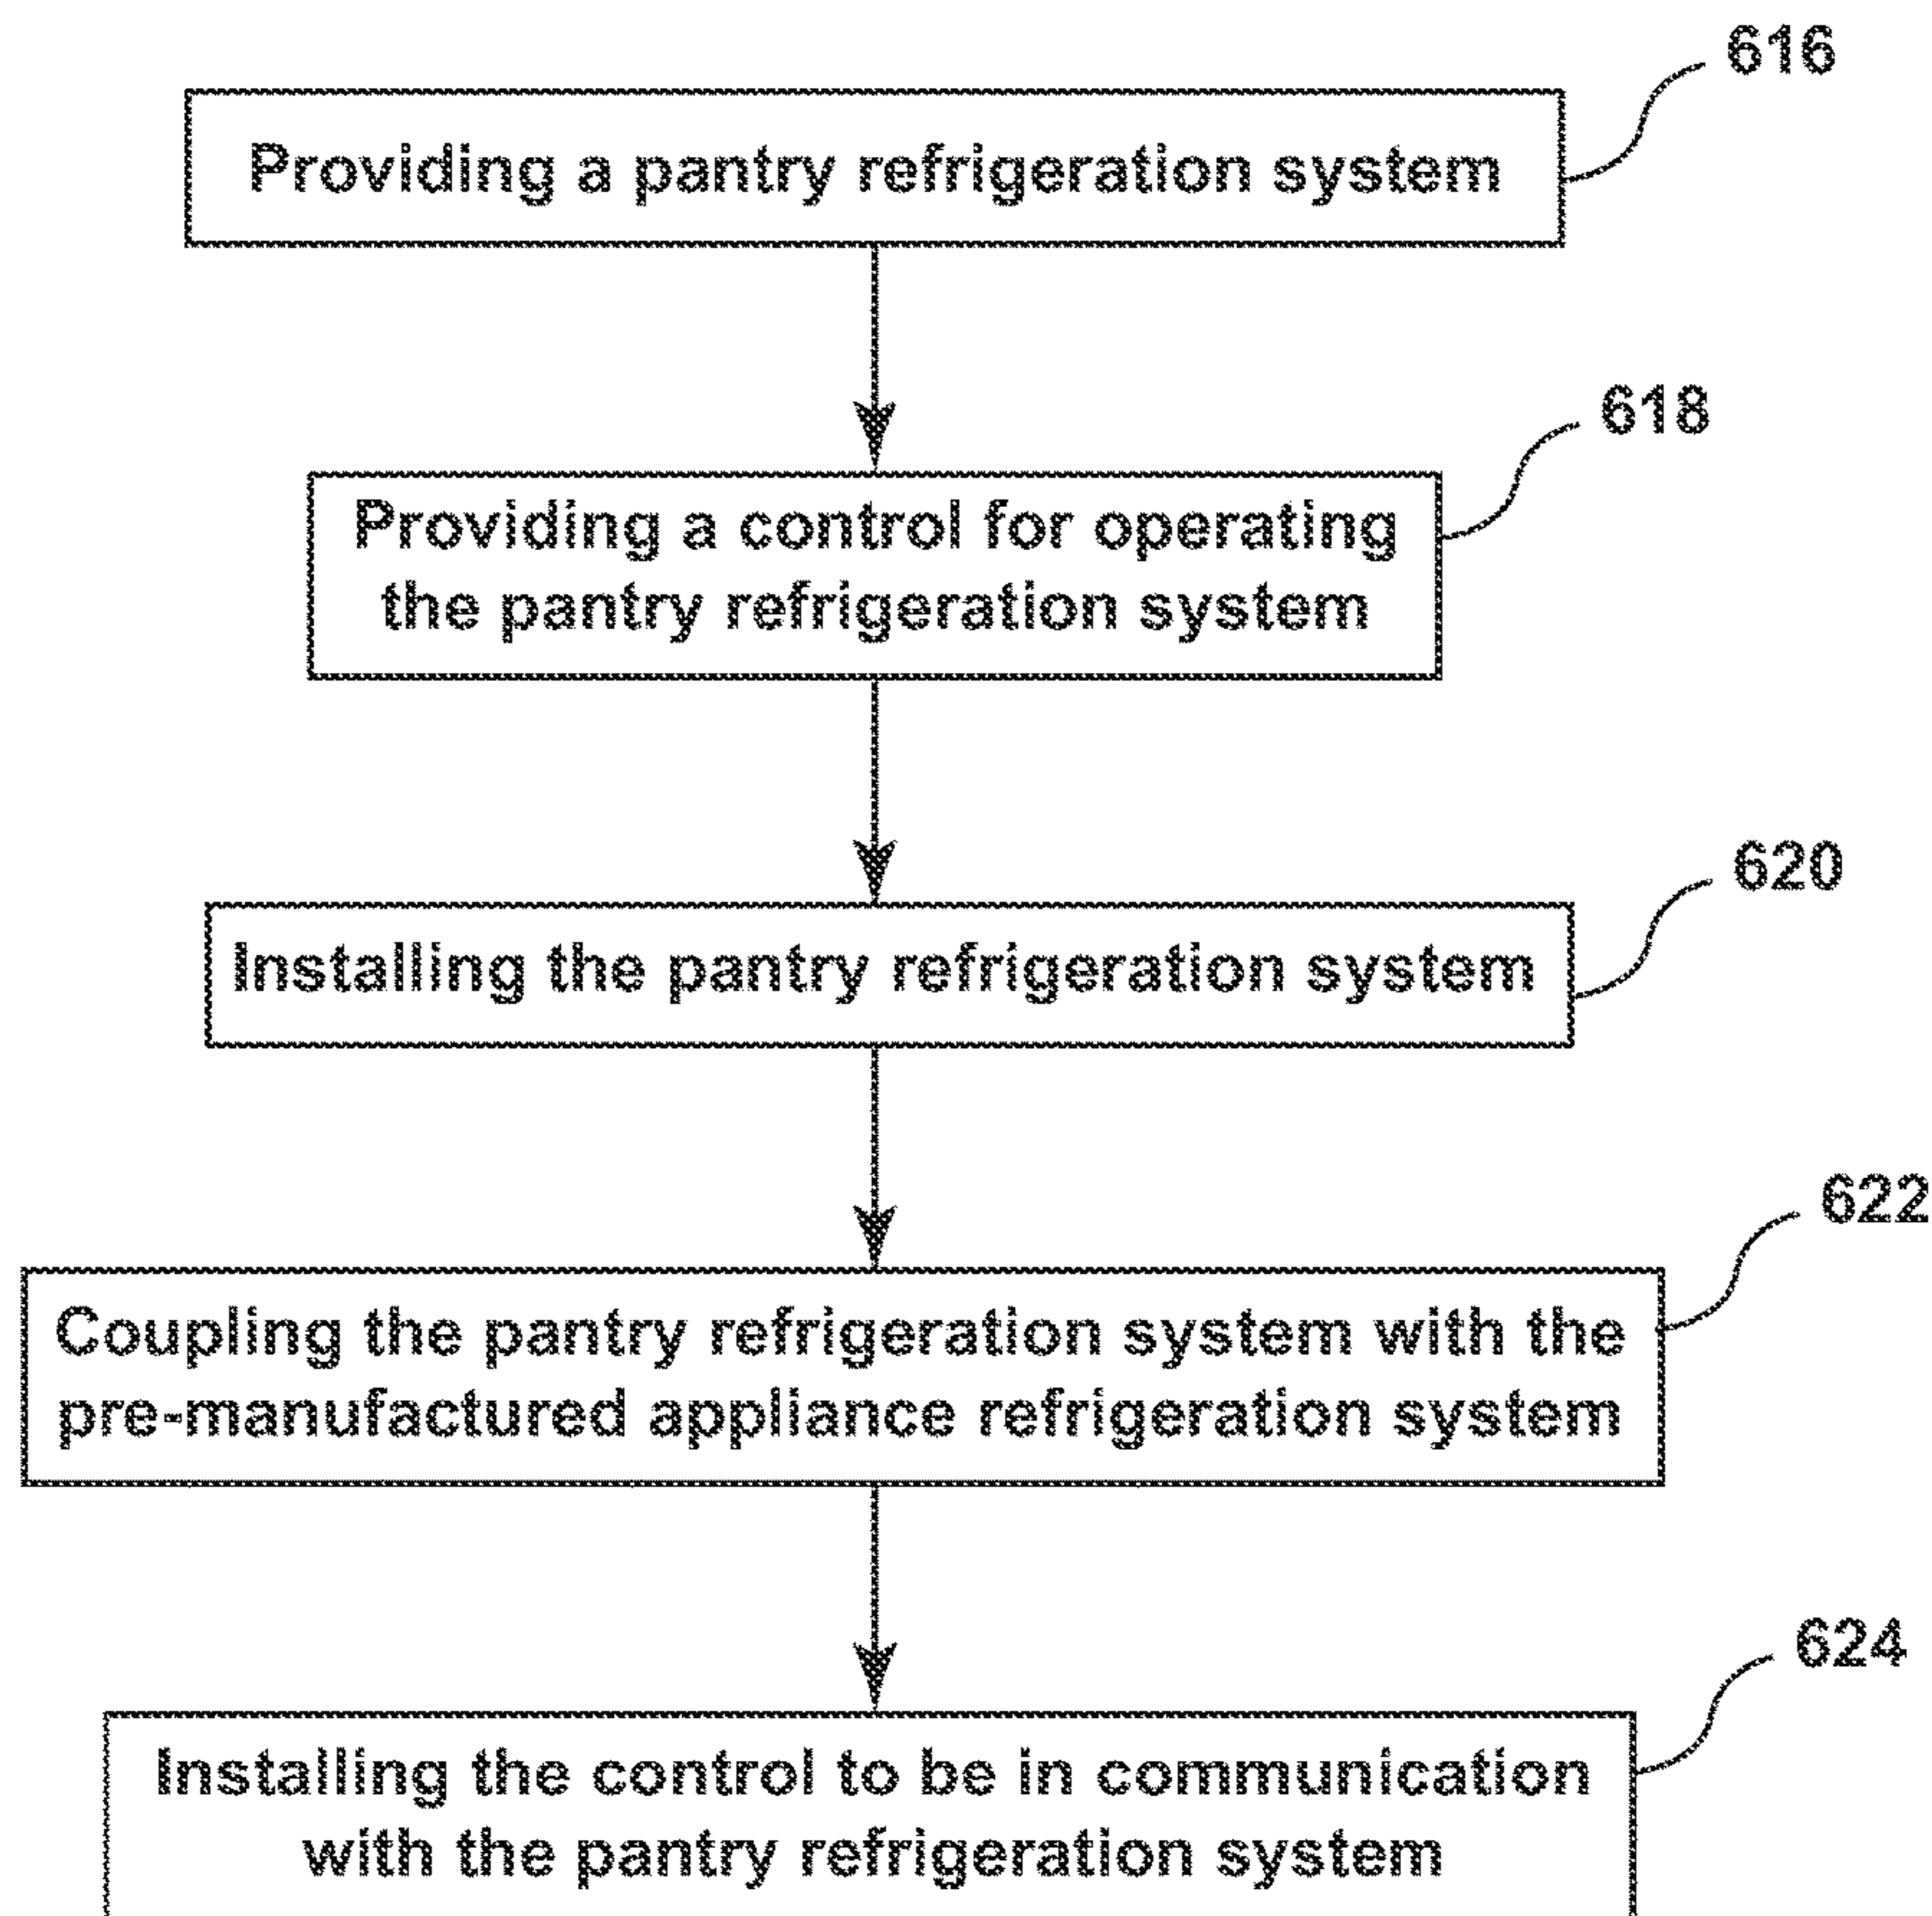 616
Providing a pantry refrigeration system
618
Providing a control for operating
the pantry refrigeration system
620
Installing the pantry refrigeration system
622
Coupling the pantry refrigeration system with the
pre-manufactured appliance refrigeration system
624
Installing the control to be in communication
with the pantry refrigeration system